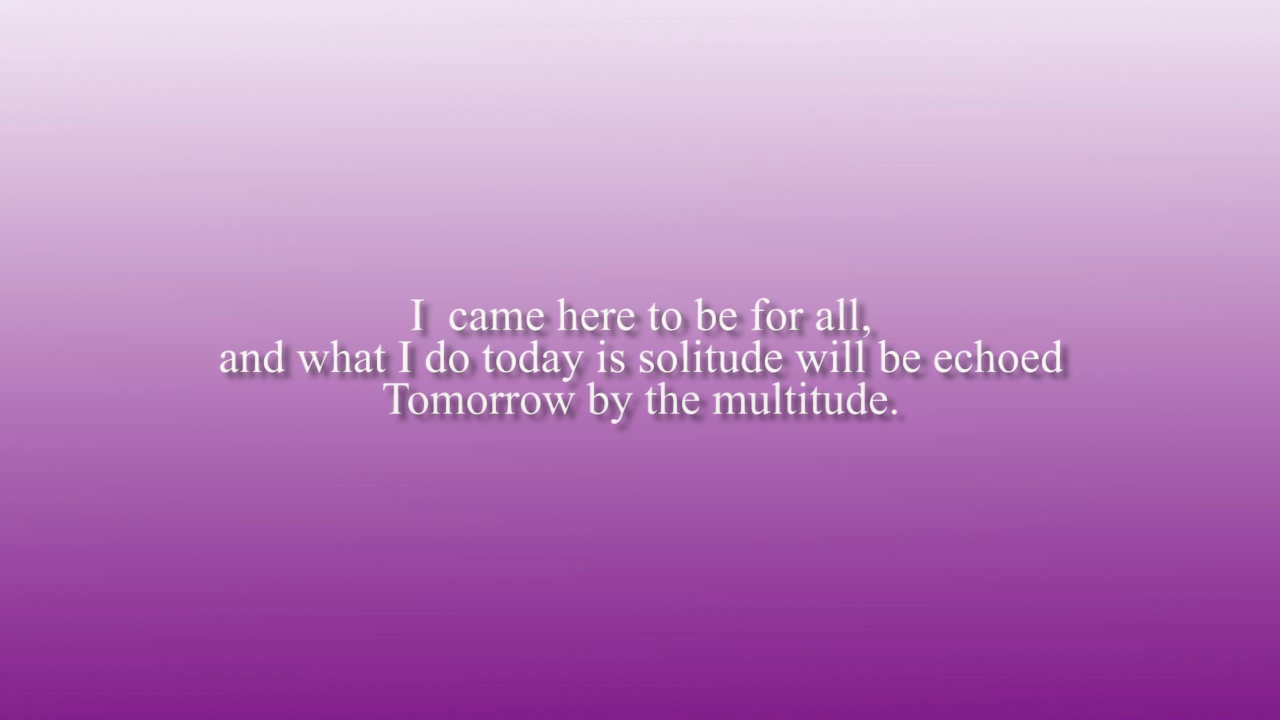 I  came here to be for all,
and what I do today is solitude will be echoed
Tomorrow by the multitude.